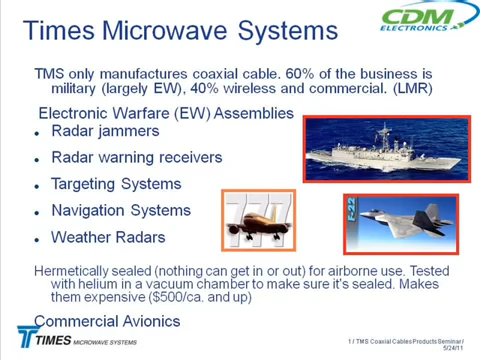 Times Microwave Systems
CDM
ELECTRONICS
TMS only manufactures coaxial cable. 60% of the business is
military (largely EW), 40% wireless and commercial. (LMR)
Electronic Warfare (EW) Assemblies
• Radar jammers
• Radar warning receivers
• Targeting Systems
• Navigation Systems
• Weather Radars
777
F-22
Hermetically sealed (nothing can get in or out) for airborne use. Tested
with helium in a vacuum chamber to make sure it's sealed. Makes
them expensive ($500/ca. and up)
Commercial Avionics
TIMES MICROWAVE SYSTEMS
1 / TMS Coaxial Cables Products Seminar /
5/24/11